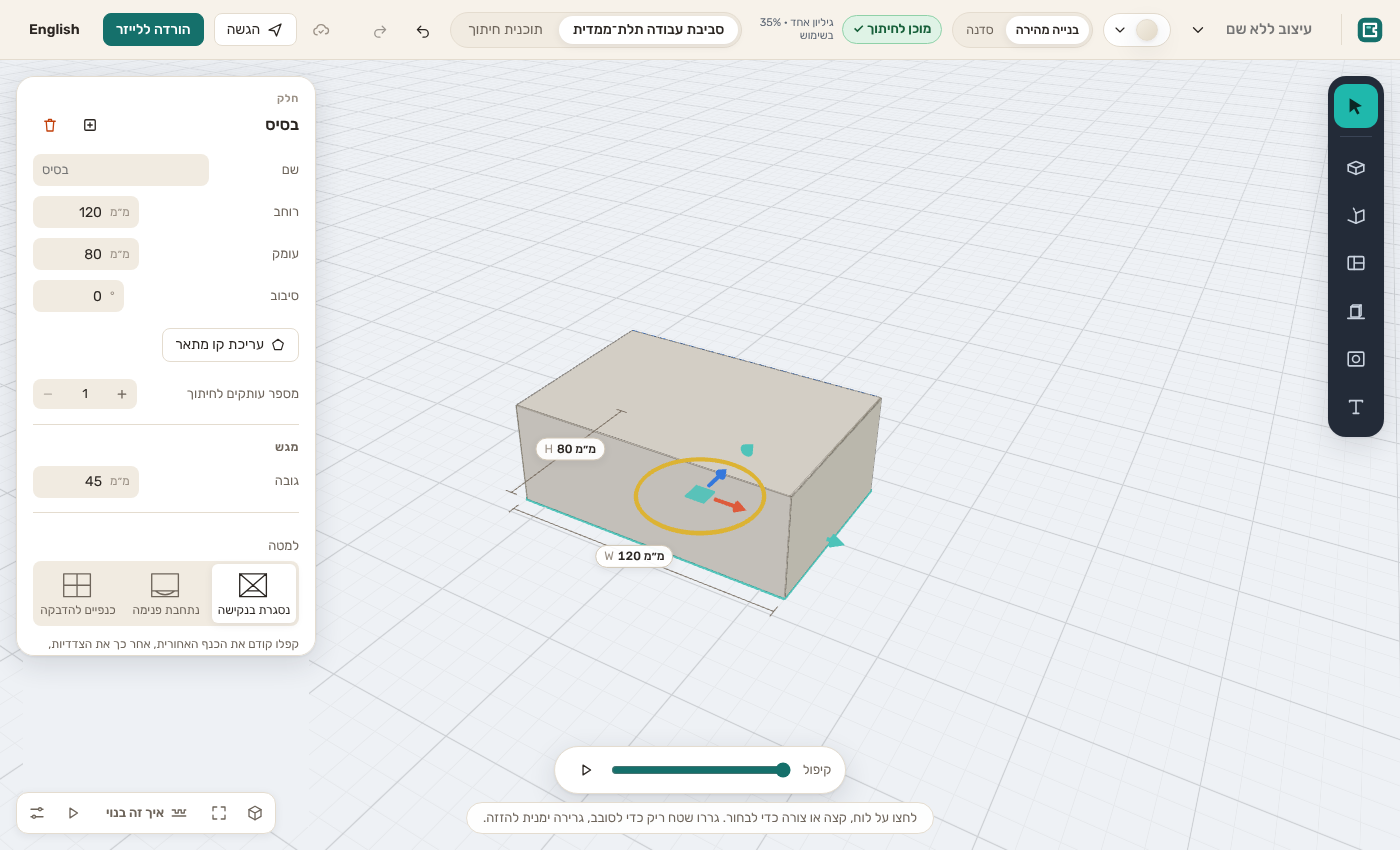 עיצוב ללא שם
בנייה מהירה
סדנה
מוכן לחיתוך
גיליון אחד • 35%
בשימוש
סביבת עבודה תלת־ממדית
תוכנית חיתוך
הגשה
הורדה ללייזר
English
חלק
בסיס
שם
בסיס
רוחב
120 מ״מ
עומק
80 מ״מ
סיבוב
0 °
עריכת קו מתאר
מספר עותקים לחיתוך
+ 1 −
מגש
גובה
45 מ״מ
למטה
נסגרת בנקישה
נתחבת פנימה
כנפיים להדבקה
קפלו קודם את הכנף האחורית, אחר כך את הצדדיות,
H 80 מ״מ
W 120 מ״מ
קיפול
לחצו על לוח, קצה או צורה כדי לבחור. גררו שטח ריק כדי לסובב, גרירה ימנית להזזה.
איך זה בנוי